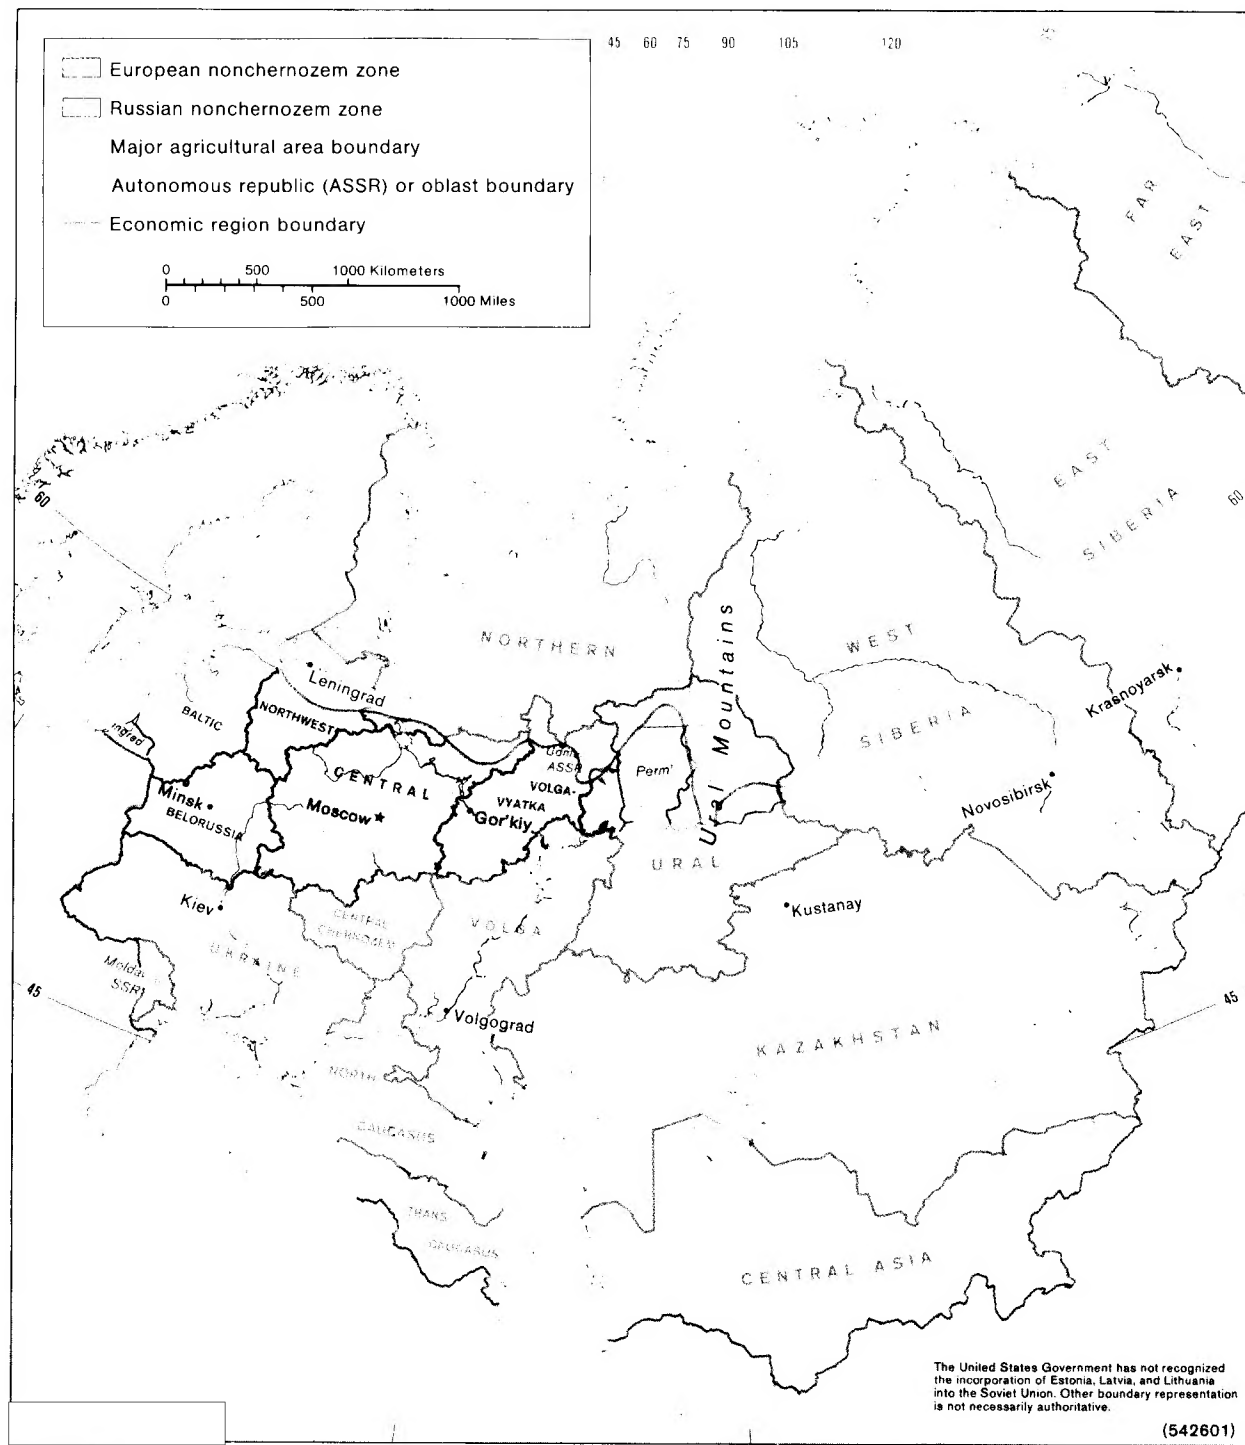 45 60 75 90 105 120
European nonchernozem zone
Russian nonchernozem zone
Major agricultural area boundary
Autonomous republic (ASSR) or oblast boundary
Economic region boundary
0 500 1000 Kilometers
0 500 1000 Miles
FAR
EAST
60
EAST
SIBERIA
60
NORTHERN
Ural Mountains
WEST
SIBERIA
Krasnoyarsk
Leningrad
BALTIC
NORTHWEST
CENTRAL
ASSR
Perm'
VOLGA-
VYATKA
Novosibirsk
Minsk
BELORUSSIA
Moscow
Gor'kiy
URAL
Kiev
CENTRAL
CHERNOZEM
VOLGA
Kustanay
UKRAINE
SSR
45
Volgograd
45
KAZAKHSTAN
NORTH
CAUCASUS
TRANS
CAUCASUS
CENTRAL ASIA
The United States Government has not recognized
the incorporation of Estonia, Latvia, and Lithuania
into the Soviet Union. Other boundary representation
is not necessarily authoritative.
(542601)